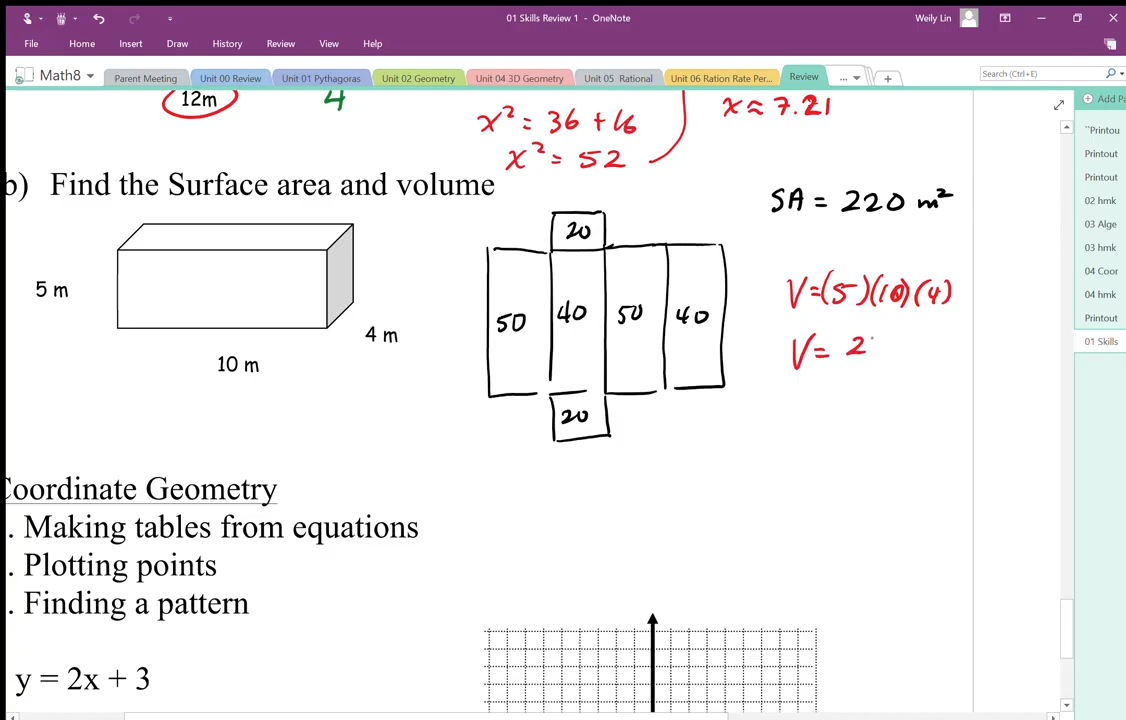 01 Skills Review 1 - OneNote
Weily Lin
File Home Insert Draw History Review View Help
Math8
Parent Meeting
Unit 00 Review
Unit 01 Pythagoras
Unit 02 Geometry
Unit 04 3D Geometry
Unit 05 Rational
Unit 06 Ration Rate Per...
Review
...
+
Search (Ctrl+E)
12m
4
x² = 36 + 16
x² = 52
x ≈ 7.21
Add Pa
``Printou
Printout
Printout
02 hmk
03 Alge
03 hmk
04 Coor
04 hmk
Printout
01 Skills
b) Find the Surface area and volume
5 m
4 m
10 m
20
50 40 50 40
20
SA = 220 m²
V=(5)(10)(4)
V= 2
Coordinate Geometry
. Making tables from equations
. Plotting points
. Finding a pattern
y = 2x + 3